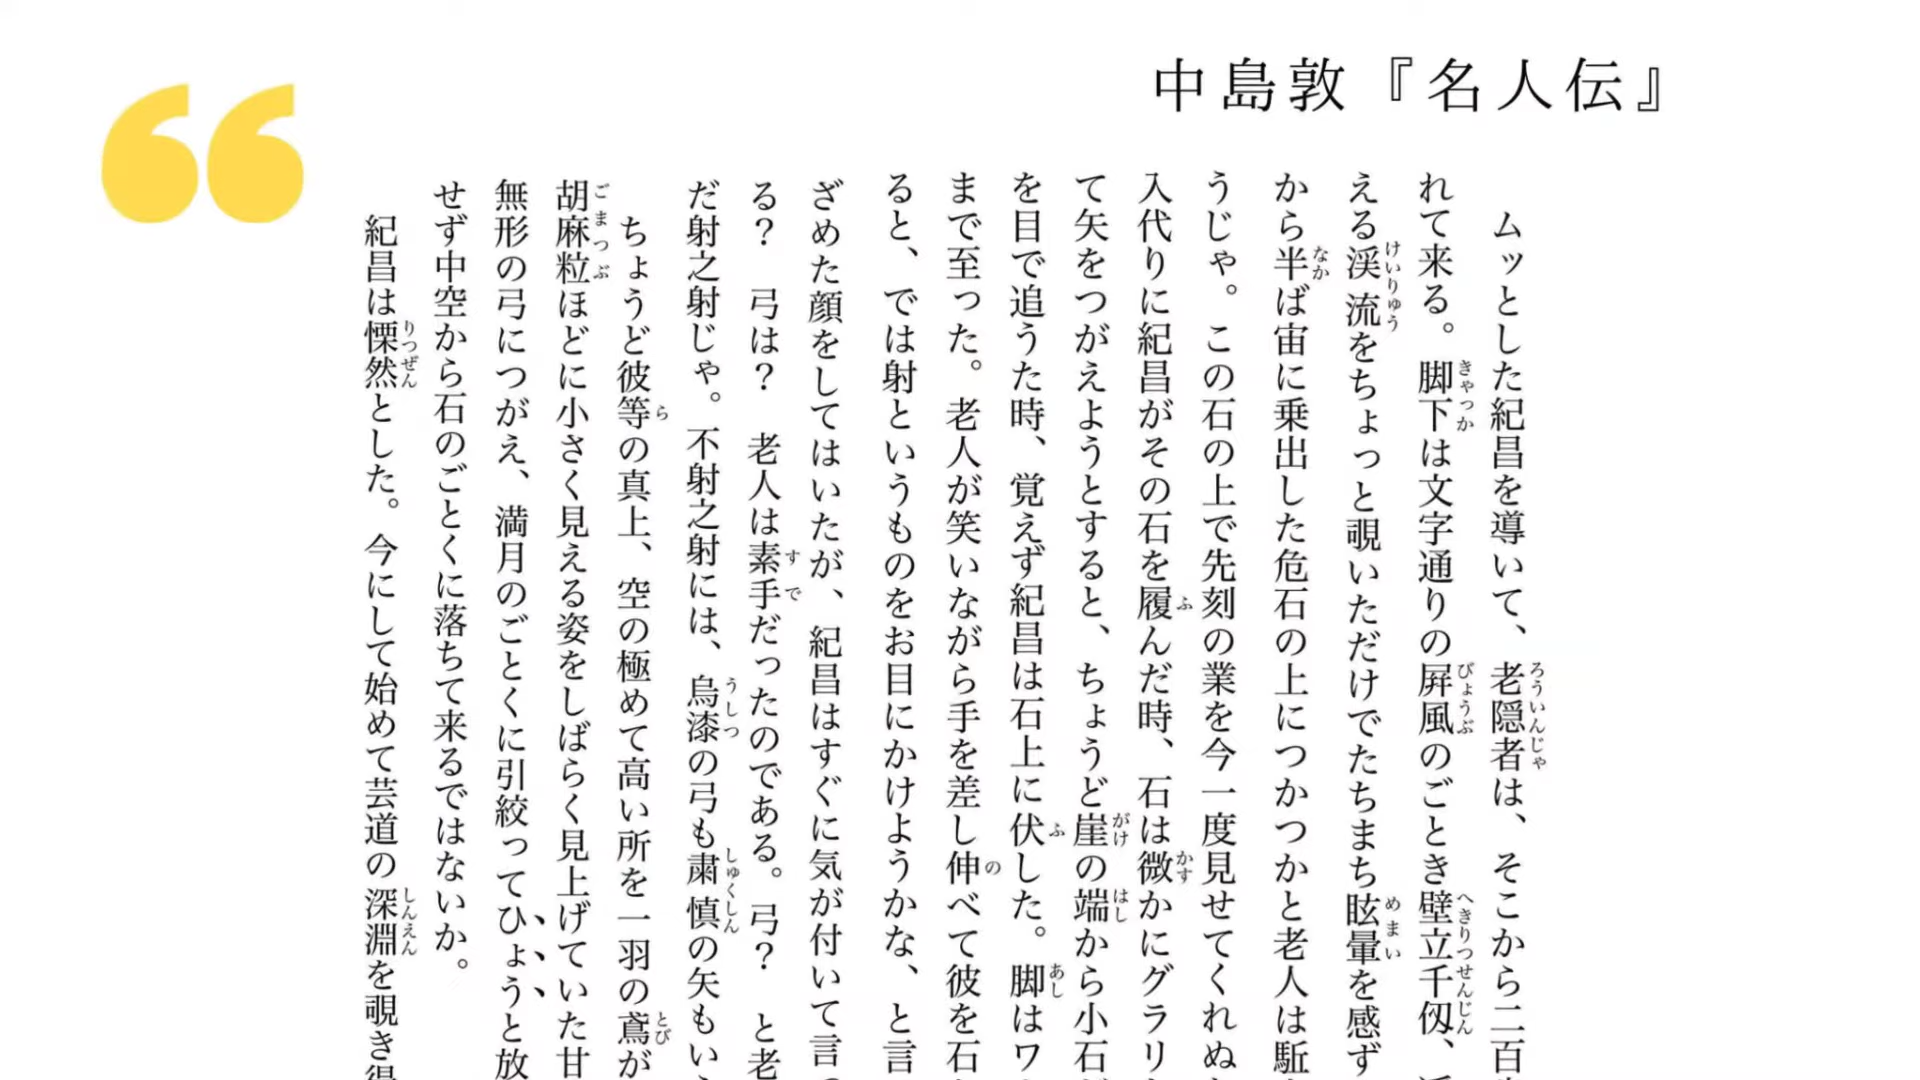 中島敦『名人伝』
ムッとした紀昌を導いて、老隠者は、そこから二百
れて来る。脚下は文字通りの屛風のごとき壁立千仭、
える渓流をちょっと覗いただけでたちまち眩暈を感ず
から半ば宙に乗出した危石の上につかつかと老人は駈
うじゃ。この石の上で先刻の業を今一度見せてくれぬ
入代りに紀昌がその石を履んだ時、石は微かにグラリ
て矢をつがえようとすると、ちょうど崖の端から小石
を目で追うた時、覚えず紀昌は石上に伏した。脚はワ
まで至った。老人が笑いながら手を差し伸べて彼を石
ると、では射というものをお目にかけようかな、と言
ざめた顔をしてはいたが、紀昌はすぐに気が付いて言
る? 弓は? 老人は素手だったのである。弓? と老
だ射之射じゃ。不射之射には、烏漆の弓も粛慎の矢もい
ちょうど彼等の真上、空の極めて高い所を一羽の鳶が
胡麻粒ほどに小さく見える姿をしばらく見上げていた甘
無形の弓につがえ、満月のごとくに引絞ってひょうと放
せず中空から石のごとくに落ちて来るではないか。
紀昌は慄然とした。今にして始めて芸道の深淵を覗き得